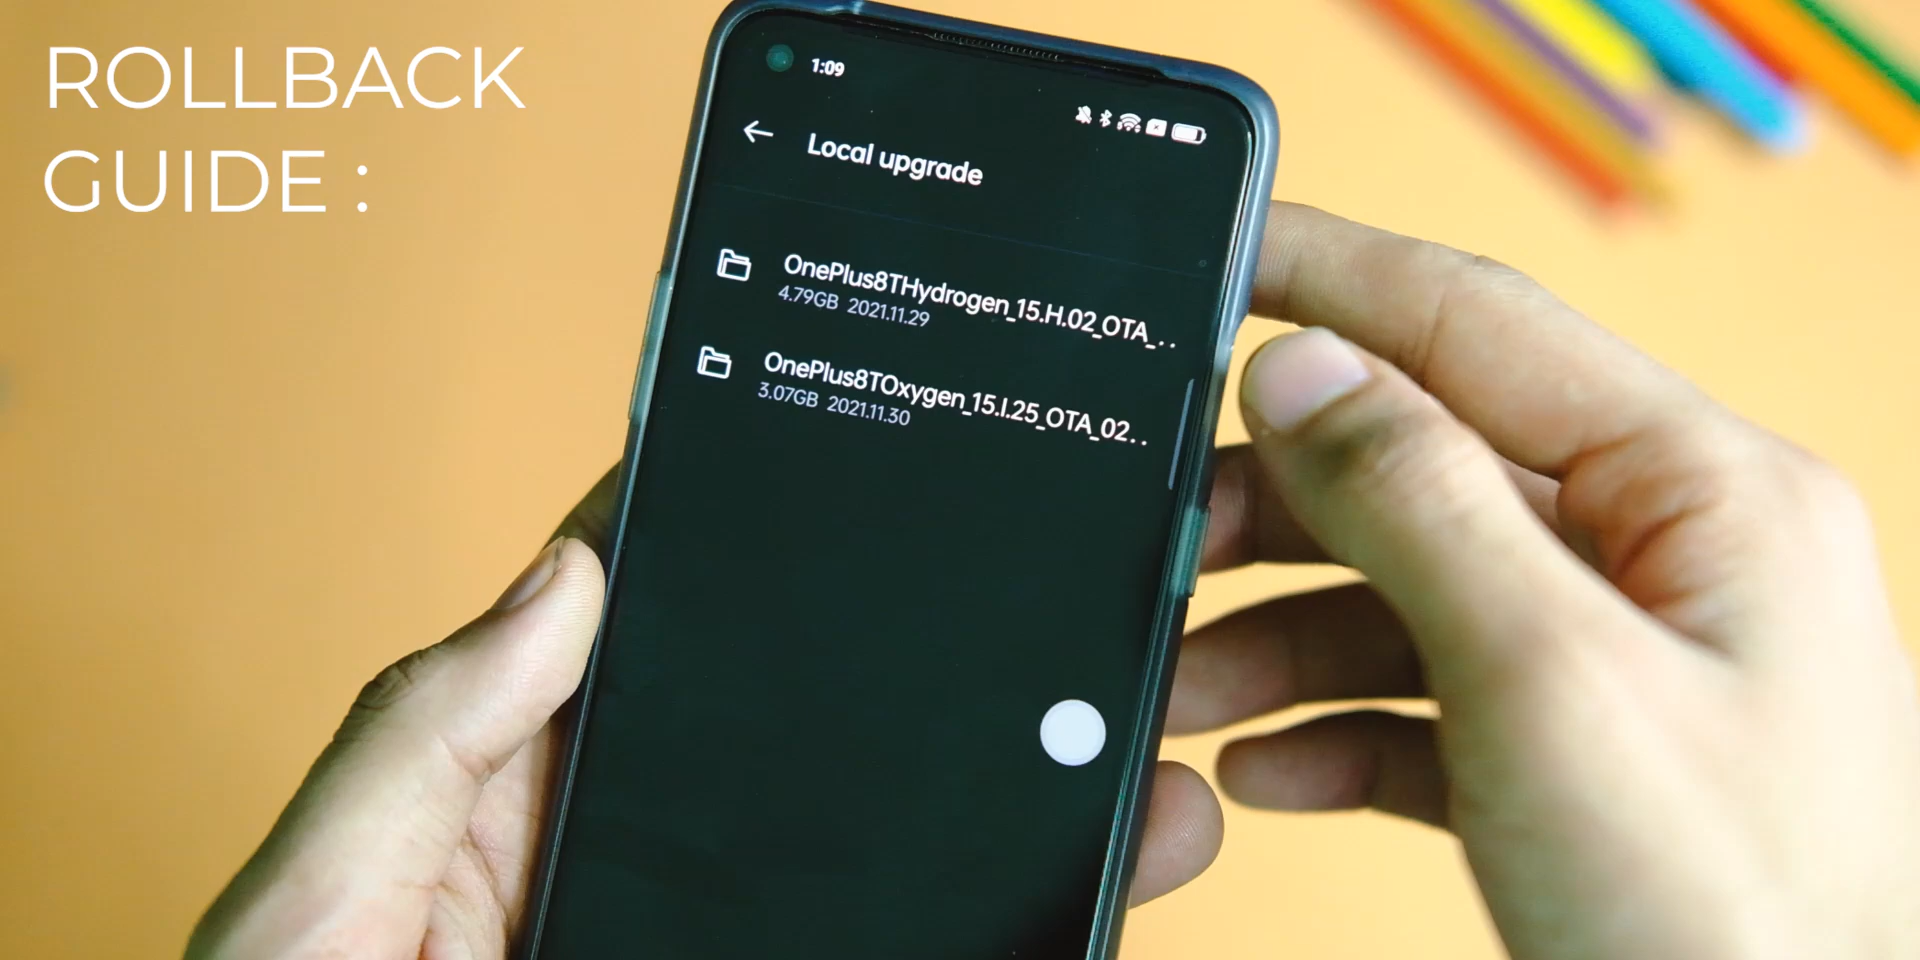 ROLLBACK
GUIDE :
1:09
Local upgrade
OnePlus8THydrogen_15.H.02_OTA_..
4.79GB 2021.11.29
OnePlus8TOxygen_15.I.25_OTA_02..
3.07GB 2021.11.30